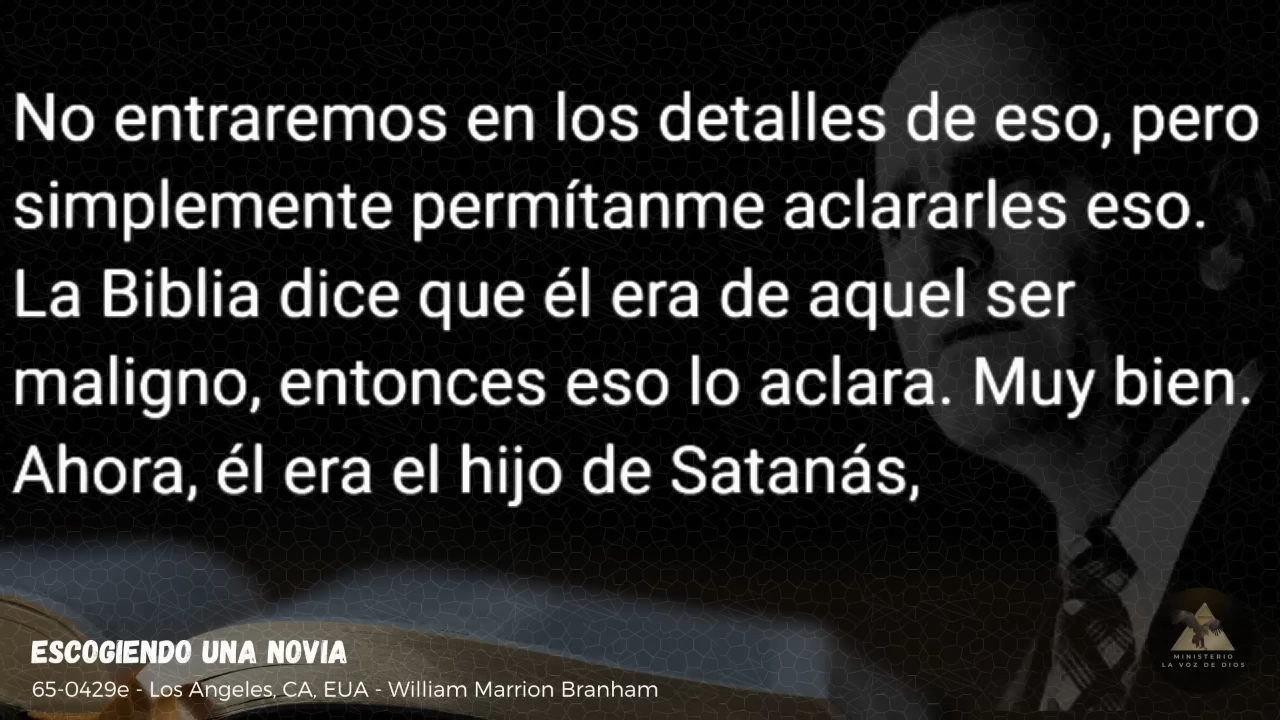 No entraremos en los detalles de eso, pero
simplemente permítanme aclararles eso.
La Biblia dice que él era de aquel ser
maligno, entonces eso lo aclara. Muy bien.
Ahora, él era el hijo de Satanás,
ESCOGIENDO UNA NOVIA
65-0429e - Los Angeles, CA, EUA - William Marrion Branham
MINISTERIO
LA VOZ DE DIOS